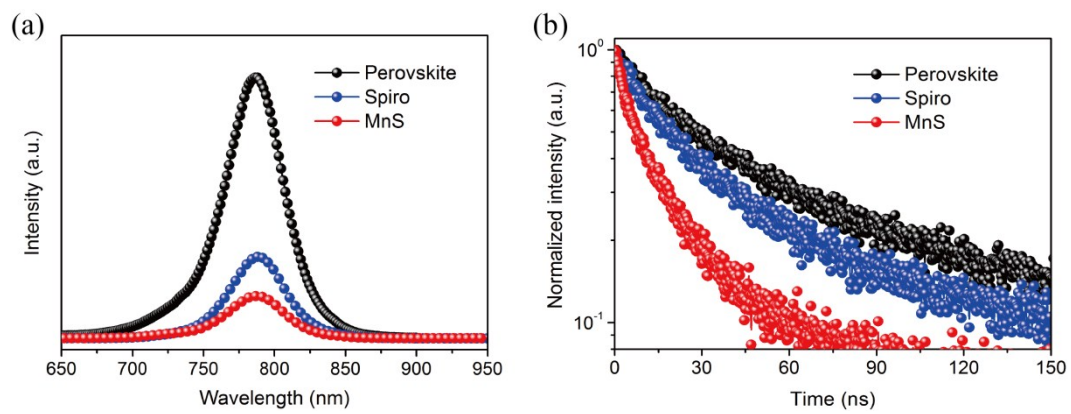 (a)
Perovskite
Spiro
MnS
Intensity (a.u.)
650 700 750 800 850 900 950
Wavelength (nm)
(b)
10⁰
Perovskite
Spiro
MnS
Normalized intensity (a.u.)
10⁻¹
0 30 60 90 120 150
Time (ns)